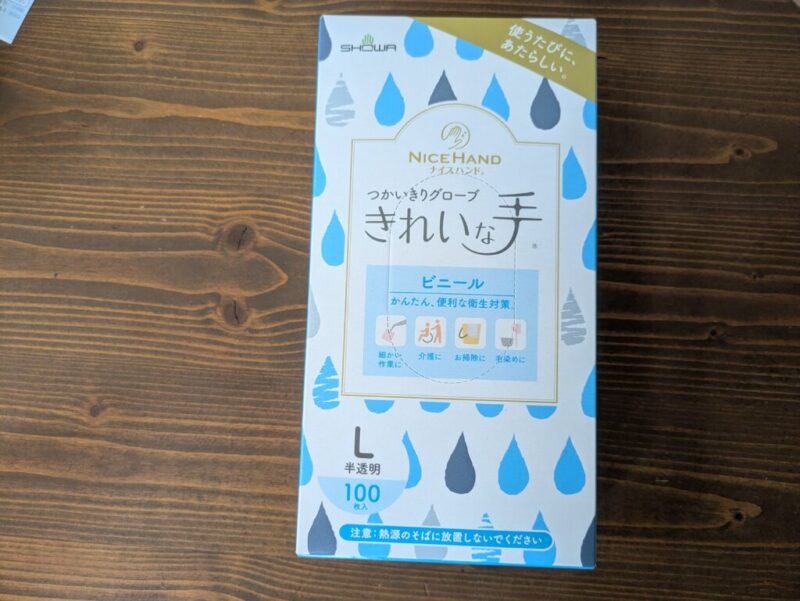 SHOWA
使うたびに、
あたらしい。
NICEHAND
ナイスハンド®
つかいきりグローブ
きれいな手®
ビニール
かんたん、便利な衛生対策。
細かい
作業に
介護に
お掃除に
毛染めに
L
半透明
100
枚入
注意：熱源のそばに放置しないでください